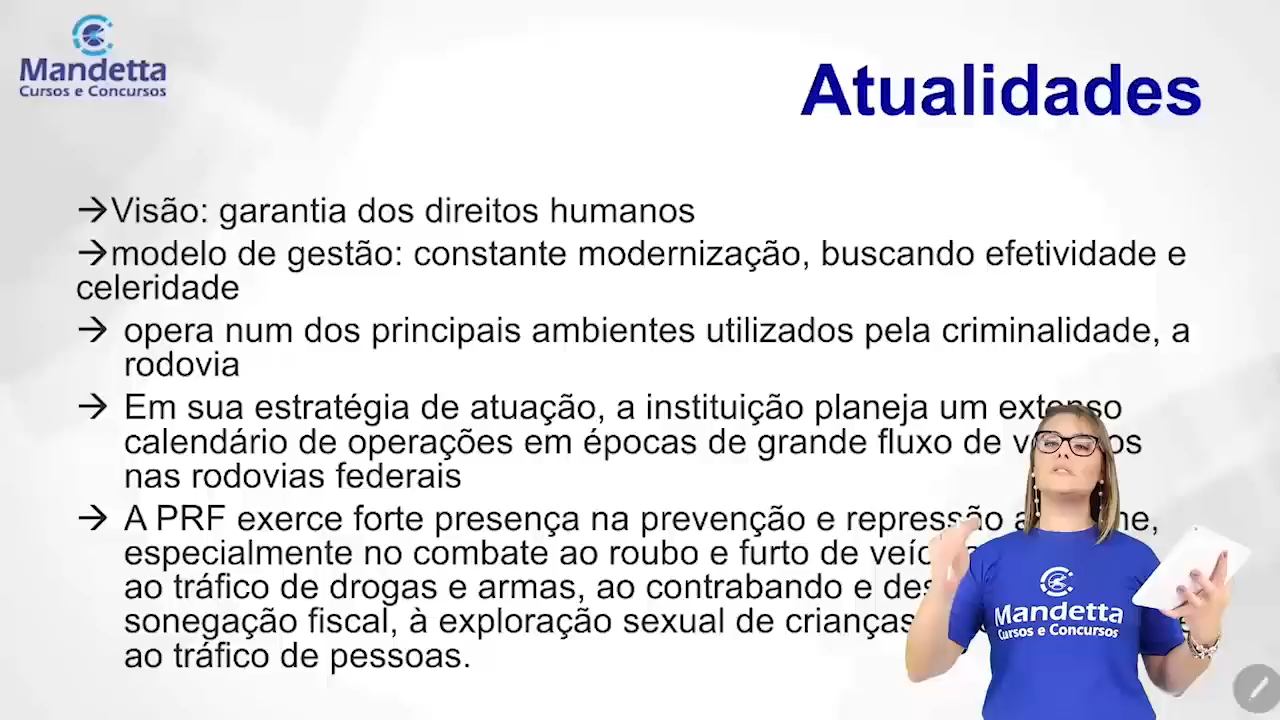 Mandetta
Cursos e Concursos
Atualidades
→Visão: garantia dos direitos humanos
→modelo de gestão: constante modernização, buscando efetividade e
celeridade
→ opera num dos principais ambientes utilizados pela criminalidade, a
rodovia
→ Em sua estratégia de atuação, a instituição planeja um extenso
calendário de operações em épocas de grande fluxo de
nas rodovias federais
→ A PRF exerce forte presença na prevenção e repressão
especialmente no combate ao roubo e furto de
ao tráfico de drogas e armas, ao contrabando e
sonegação fiscal, à exploração sexual de crianças
ao tráfico de pessoas.
Mandetta
Cursos e Concursos